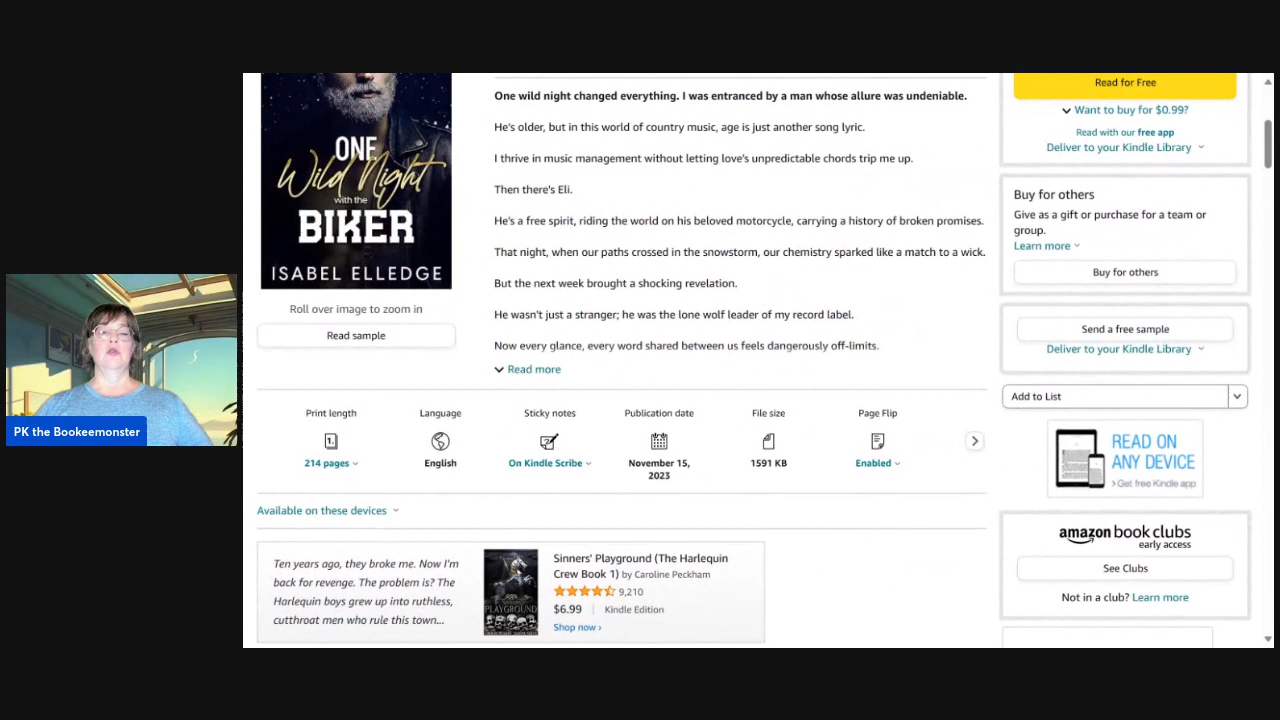 ONE
Wild Night
with the
BIKER
ISABEL ELLEDGE
Roll over image to zoom in
Read sample
One wild night changed everything. I was entranced by a man whose allure was undeniable.
He's older, but in this world of country music, age is just another song lyric.
I thrive in music management without letting love's unpredictable chords trip me up.
Then there's Eli.
He's a free spirit, riding the world on his beloved motorcycle, carrying a history of broken promises.
That night, when our paths crossed in the snowstorm, our chemistry sparked like a match to a wick.
But the next week brought a shocking revelation.
He wasn't just a stranger; he was the lone wolf leader of my record label.
Now every glance, every word shared between us feels dangerously off-limits.
Read more
Print length
1.
214 pages
Language
English
Sticky notes
On Kindle Scribe
Publication date
November 15,
2023
File size
1591 KB
Page Flip
Enabled
Available on these devices
Ten years ago, they broke me. Now I'm
back for revenge. The problem is? The
Harlequin boys grew up into ruthless,
cutthroat men who rule this town...
PLAYGROUND
Sinners' Playground (The Harlequin
Crew Book 1) by Caroline Peckham
9,210
$6.99 | Kindle Edition
Shop now ›
Read for Free
Want to buy for $0.99?
Read with our free app
Deliver to your Kindle Library
Buy for others
Give as a gift or purchase for a team or
group.
Learn more
Buy for others
Send a free sample
Deliver to your Kindle Library
Add to List
READ ON
ANY DEVICE
› Get free Kindle app
amazon book clubs
early access
See Clubs
Not in a club? Learn more
PK the Bookeemonster